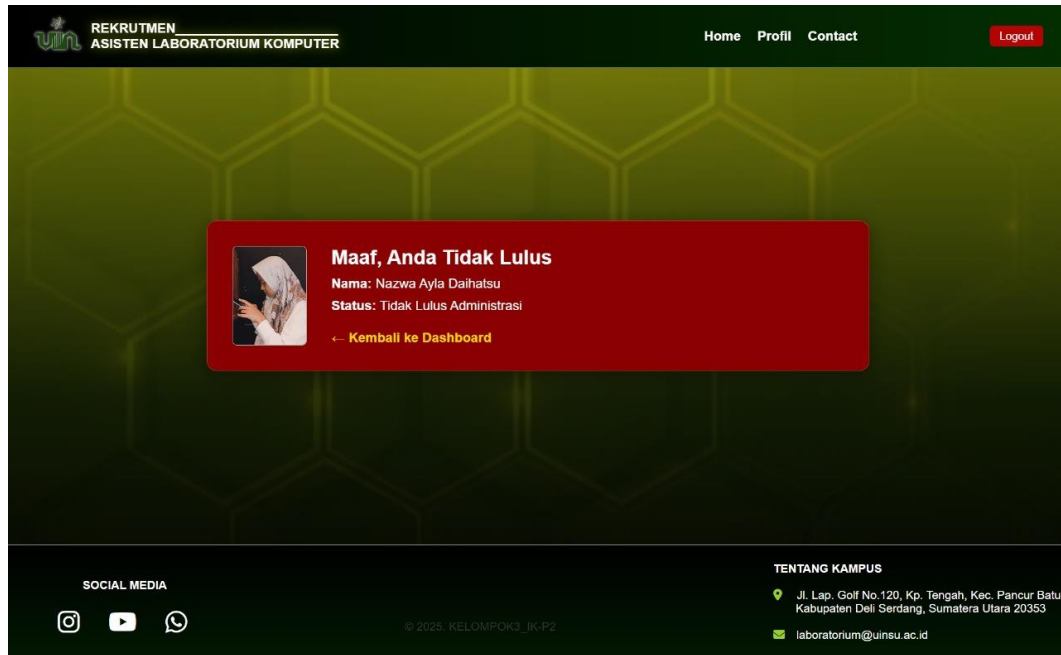 uin
REKRUTMEN
ASISTEN LABORATORIUM KOMPUTER
Home Profil Contact
Logout
Maaf, Anda Tidak Lulus
Nama: Nazwa Ayla Daihatsu
Status: Tidak Lulus Administrasi
← Kembali ke Dashboard
SOCIAL MEDIA
© 2025. KELOMPOK3_IK-P2
TENTANG KAMPUS
Jl. Lap. Golf No.120, Kp. Tengah, Kec. Pancur Batu
Kabupaten Deli Serdang, Sumatera Utara 20353
laboratorium@uinsu.ac.id